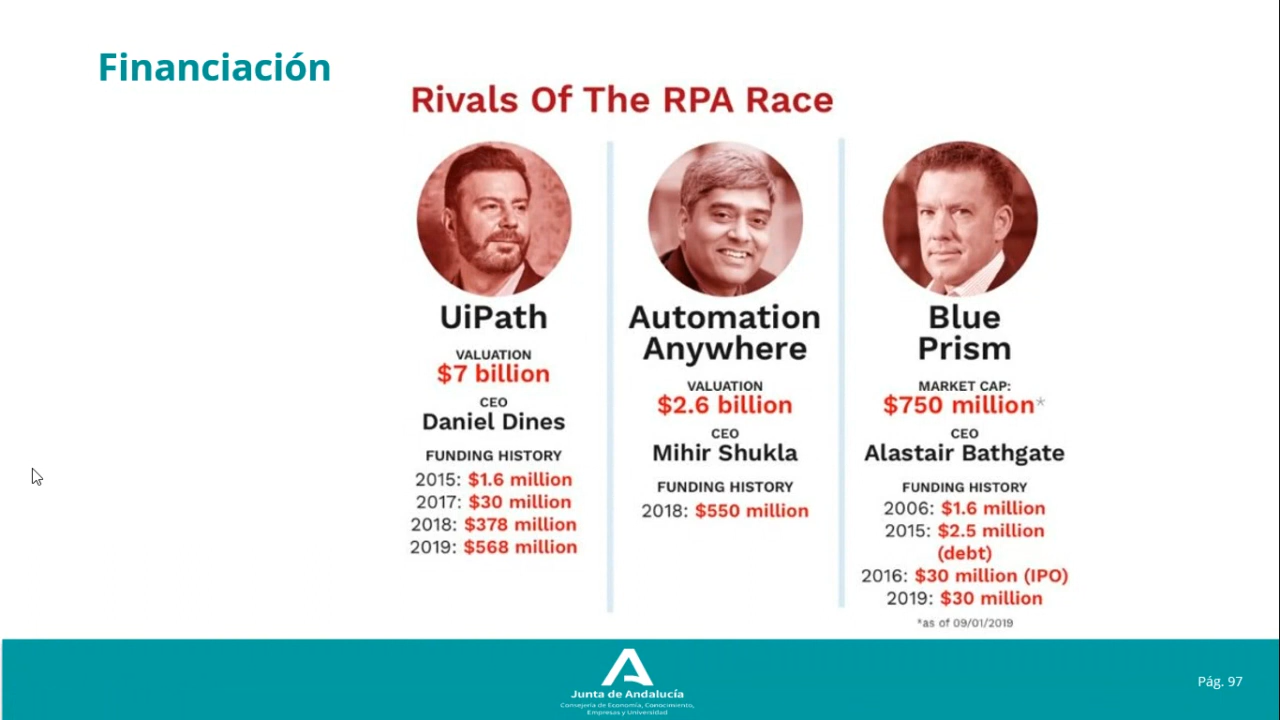 Financiación
Rivals Of The RPA Race
UiPath
VALUATION
$7 billion
CEO
Daniel Dines
FUNDING HISTORY
2015: $1.6 million
2017: $30 million
2018: $378 million
2019: $568 million
Automation
Anywhere
VALUATION
$2.6 billion
CEO
Mihir Shukla
FUNDING HISTORY
2018: $550 million
Blue
Prism
MARKET CAP:
$750 million*
CEO
Alastair Bathgate
FUNDING HISTORY
2006: $1.6 million
2015: $2.5 million
(debt)
2016: $30 million (IPO)
2019: $30 million
*as of 09/01/2019
Junta de Andalucía
Consejería de Economía, Conocimiento,
Empresas y Universidad
Pág. 97